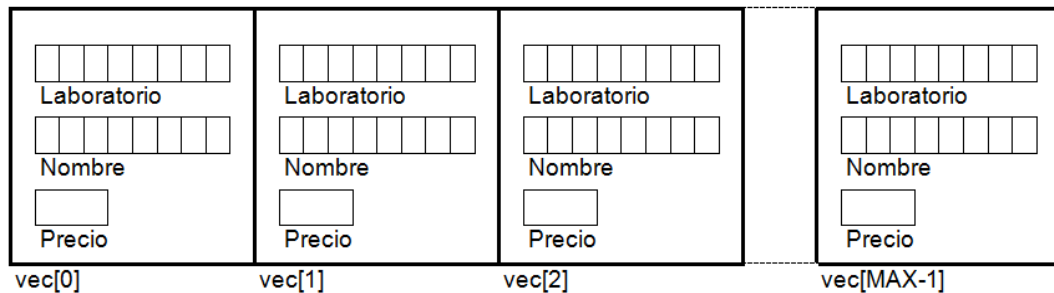 Laboratorio Laboratorio Laboratorio Laboratorio
Nombre Nombre Nombre Nombre
Precio Precio Precio Precio
vec[0] vec[1] vec[2] vec[MAX-1]